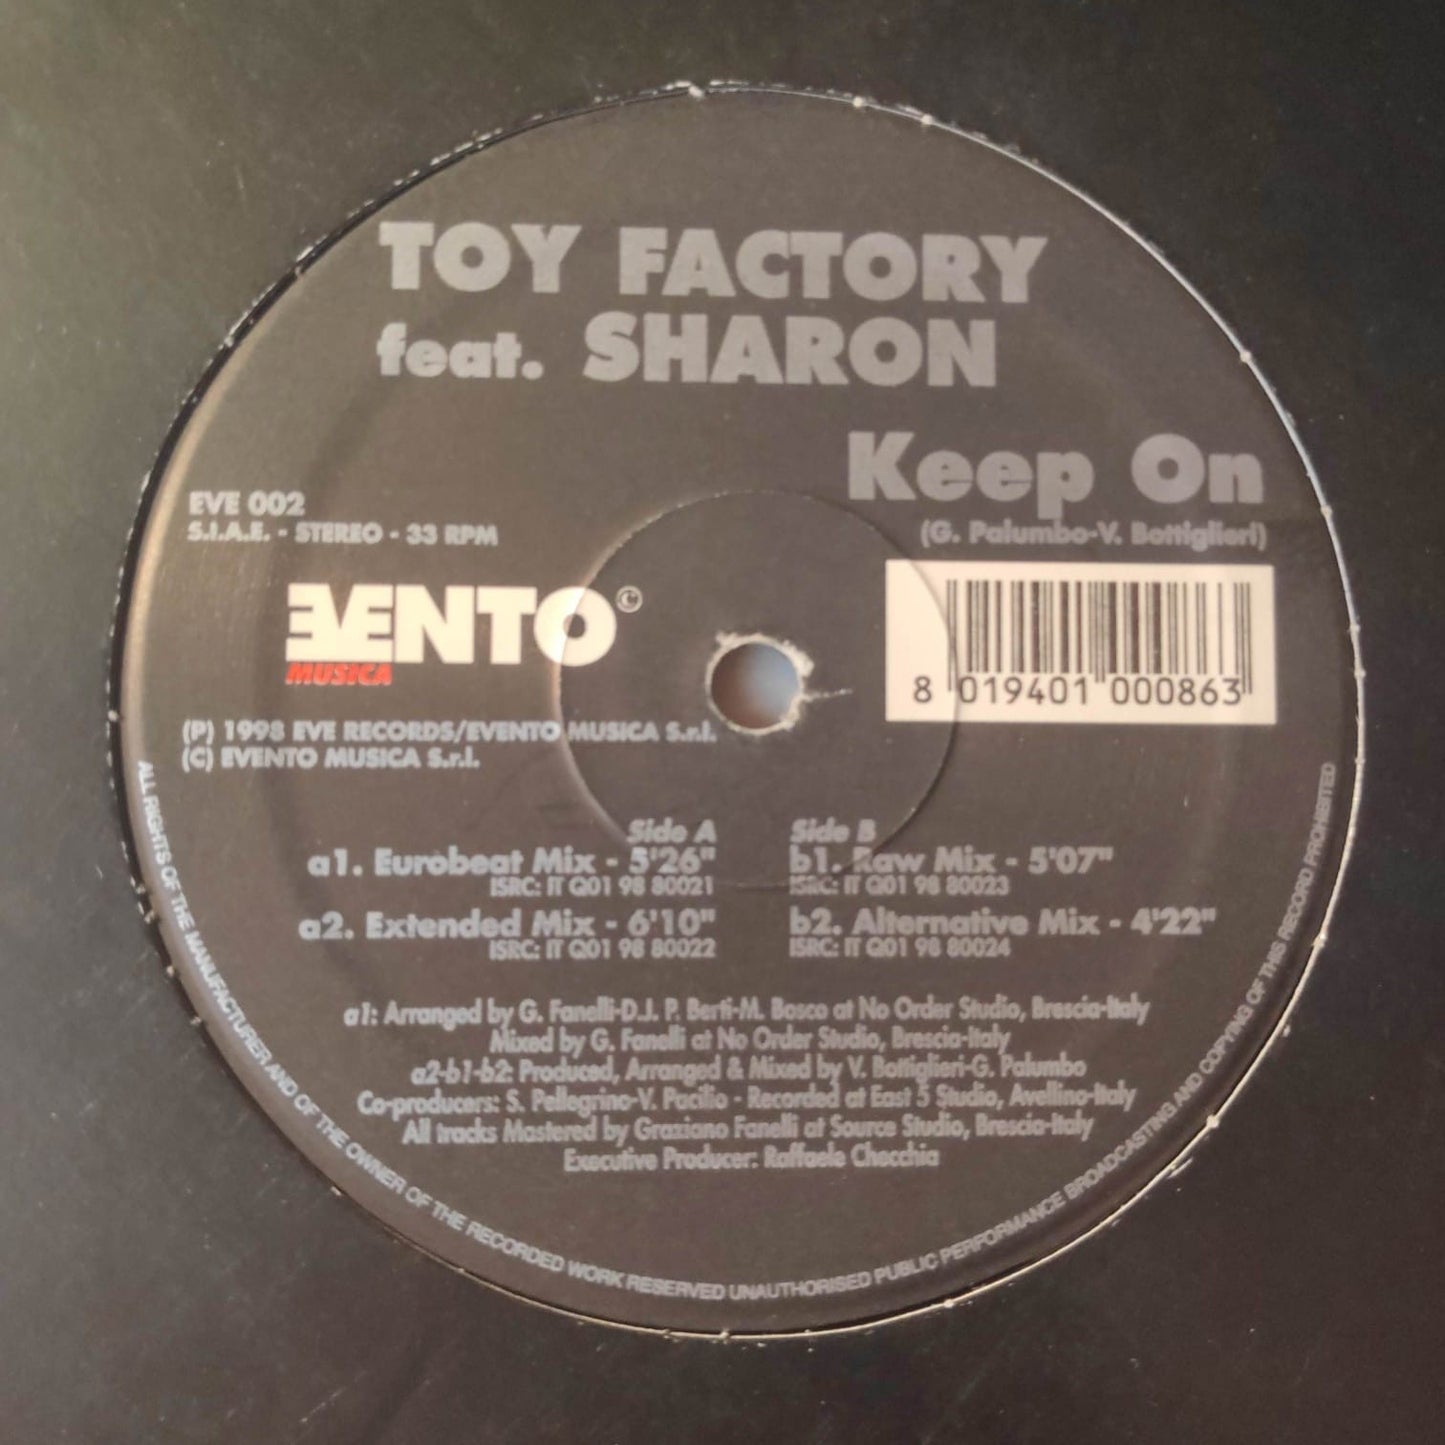 TOY FACTORY
feat. SHARON
Keep On
(G. Palumbo-V. Bottiglieri)
EVE 002
S.I.A.E. - STEREO - 33 RPM
EVENTO©
MUSICA
8 019401 000863
(P) 1998 EVE RECORDS/EVENTO MUSICA S.r.l.
(C) EVENTO MUSICA S.r.l.
Side A
a1. Eurobeat Mix - 5'26"
ISRC: IT Q01 98 80021
a2. Extended Mix - 6'10"
ISRC: IT Q01 98 80022
Side B
b1. Raw Mix - 5'07"
ISRC: IT Q01 98 80023
b2. Alternative Mix - 4'22"
ISRC: IT Q01 98 80024
a1: Arranged by G. Fanelli-D.J. P. Berti-M. Bosco at No Order Studio, Brescia-Italy
Mixed by G. Fanelli at No Order Studio, Brescia-Italy
a2-b1-b2: Produced, Arranged & Mixed by V. Bottiglieri-G. Palumbo
Co-producers: S. Pellegrino-V. Pacilio - Recorded at East 5 Studio, Avellino-Italy
All tracks Mastered by Graziano Fanelli at Source Studio, Brescia-Italy
Executive Producer: Raffaele Checchia
ALL RIGHTS OF THE MANUFACTURER AND OF THE OWNER OF THE RECORDED WORK RESERVED UNAUTHORISED PUBLIC PERFORMANCE BROADCASTING AND COPYING OF THIS RECORD PROHIBITED